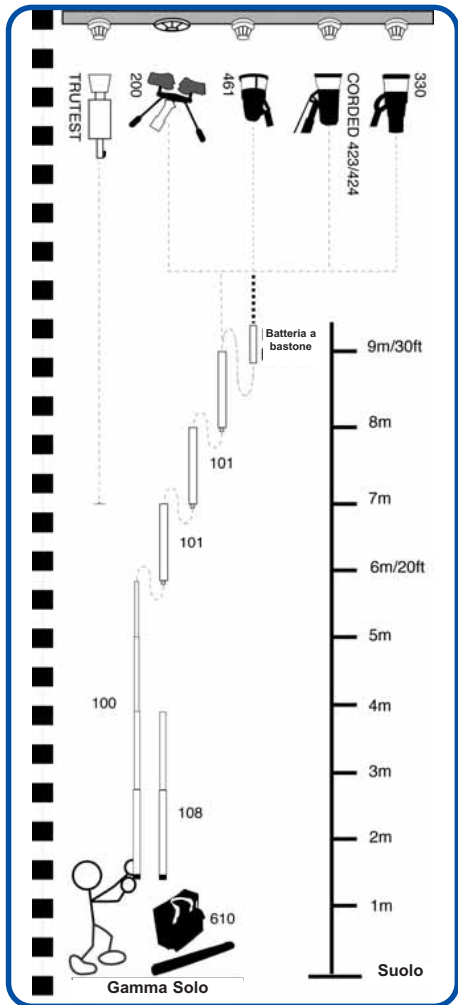 TRUTEST
200
461
CORDED 423/424
330
Batteria a
bastone
9m/30ft
8m
101
7m
101
6m/20ft
5m
100
4m
3m
108
2m
610
1m
Suolo
Gamma Solo